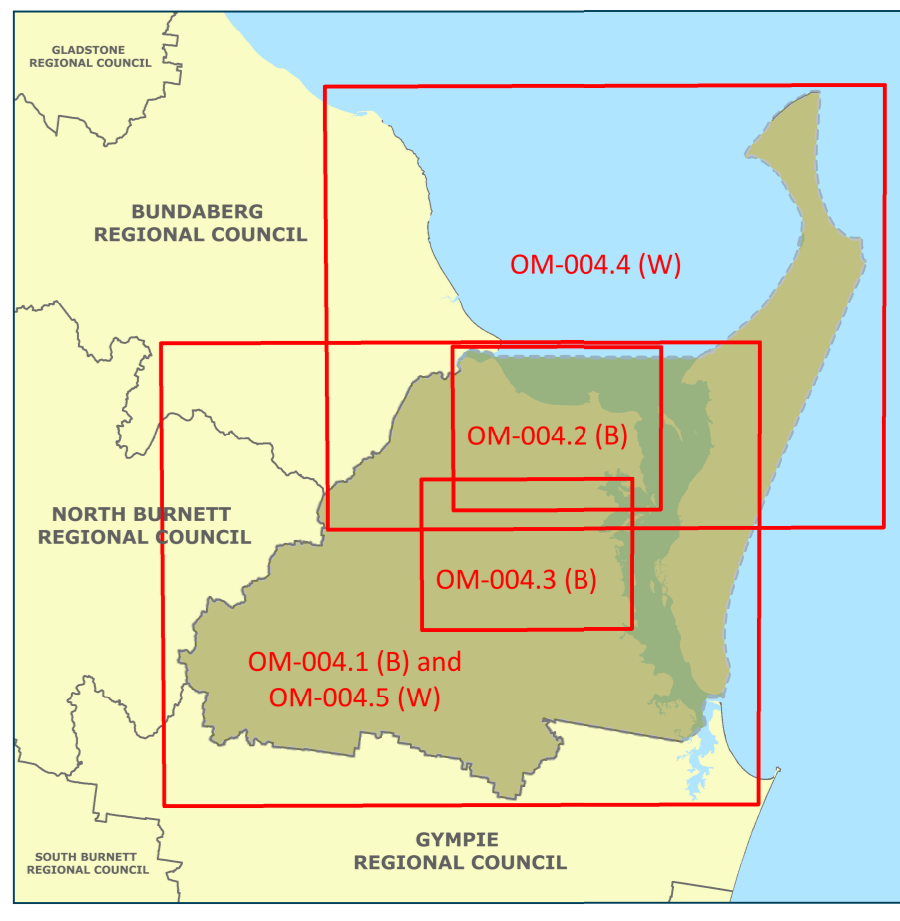 GLADSTONE
REGIONAL COUNCIL
BUNDABERG
REGIONAL COUNCIL
OM-004.4 (W)
OM-004.2 (B)
NORTH BURNETT
REGIONAL COUNCIL
OM-004.3 (B)
OM-004.1 (B) and
OM-004.5 (W)
GYMPIE
REGIONAL COUNCIL
SOUTH BURNETT
REGIONAL COUNCIL